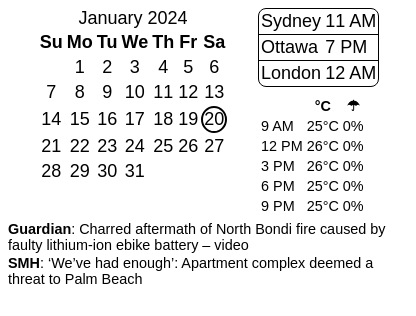 January 2024
Su Mo Tu We Th Fr Sa
1 2 3 4 5 6
7 8 9 10 11 12 13
14 15 16 17 18 19 20
21 22 23 24 25 26 27
28 29 30 31
Sydney 11 AM
Ottawa 7 PM
London 12 AM
°C ☂
9 AM 25°C 0%
12 PM 26°C 0%
3 PM 26°C 0%
6 PM 25°C 0%
9 PM 25°C 0%
Guardian: Charred aftermath of North Bondi fire caused by
faulty lithium-ion ebike battery – video
SMH: ‘We’ve had enough’: Apartment complex deemed a
threat to Palm Beach